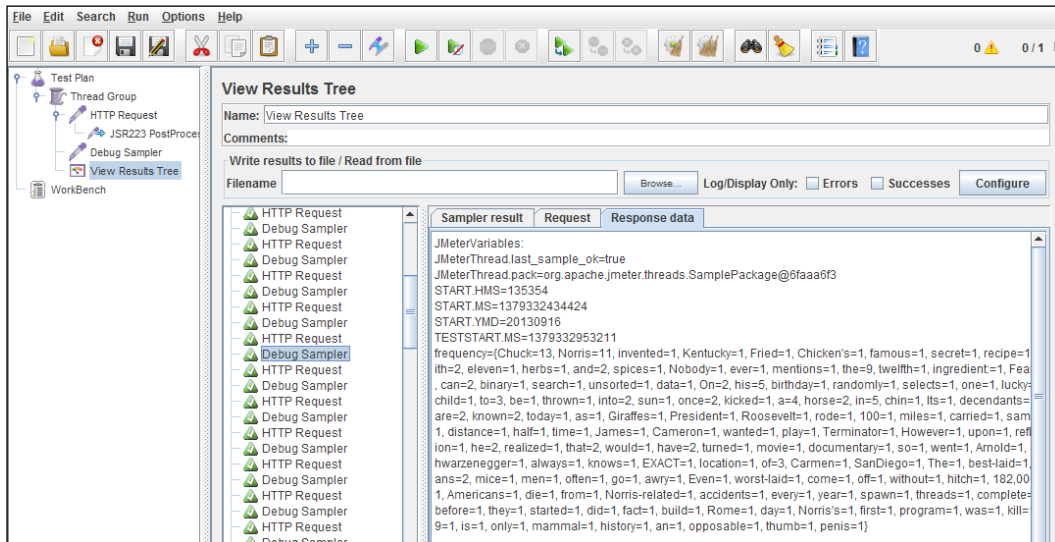 File Edit Search Run Options Help
0 0 / 1
Test Plan
Thread Group
HTTP Request
JSR223 PostProces
Debug Sampler
View Results Tree
WorkBench
View Results Tree
Name: View Results Tree
Comments:
Write results to file / Read from file
Filename Browse... Log/Display Only: Errors Successes Configure
HTTP Request
Debug Sampler
HTTP Request
Debug Sampler
HTTP Request
Debug Sampler
HTTP Request
Debug Sampler
HTTP Request
Debug Sampler
HTTP Request
Debug Sampler
HTTP Request
Debug Sampler
HTTP Request
Debug Sampler
HTTP Request
Debug Sampler
HTTP Request
Debug Sampler
HTTP Request
Debug Sampler
Sampler result Request Response data
JMeterVariables:
JMeterThread.last_sample_ok=true
JMeterThread.pack=org.apache.jmeter.threads.SamplePackage@6faaa6f3
START.HMS=135354
START.MS=1379332434424
START.YMD=20130916
TESTSTART.MS=1379332953211
frequency={Chuck=13, Norris=11, invented=1, Kentucky=1, Fried=1, Chicken's=1, famous=1, secret=1, recipe=1
ith=2, eleven=1, herbs=1, and=2, spices=1, Nobody=1, ever=1, mentions=1, the=9, twelfth=1, ingredient:=1, Fea
, can=2, binary=1, search=1, unsorted=1, data=1, On=2, his=5, birthday=1, randomly=1, selects=1, one=1, lucky=
child=1, to=3, be=1, thrown=1, into=2, sun=1, once=2, kicked=1, a=4, horse=2, in=5, chin=1, Its=1, decendants=
are=2, known=2, today=1, as=1, Giraffes=1, President=1, Roosevelt=1, rode=1, 100=1, miles=1, carried=1, sam
1, distance=1, half=1, time=1, James=1, Cameron=1, wanted=1, play=1, Terminator=1, However=1, upon=1, refl
ion=1, he=2, realized=1, that=2, would=1, have=2, turned=1, movie=1, documentary=1, so=1, went=1, Arnold=1,
hwarzenegger=1, always=1, knows=1, EXACT=1, location=1, of=3, Carmen=1, SanDiego=1, The=1, best-laid=1,
ans=2, mice=1, men=1, often=1, go=1, awry=1, Even=1, worst-laid=1, come=1, off=1, without=1, hitch=1, 182,00
1, Americans=1, die=1, from=1, Norris-related=1, accidents=1, every=1, year=1, spawn=1, threads=1, complete=
before=1, they=1, started=1, did=1, fact=1, build=1, Rome=1, day=1, Norris's=1, first=1, program=1, was=1, kill=
9=1, is=1, only=1, mammal=1, history=1, an=1, opposable=1, thumb=1, penis=1}